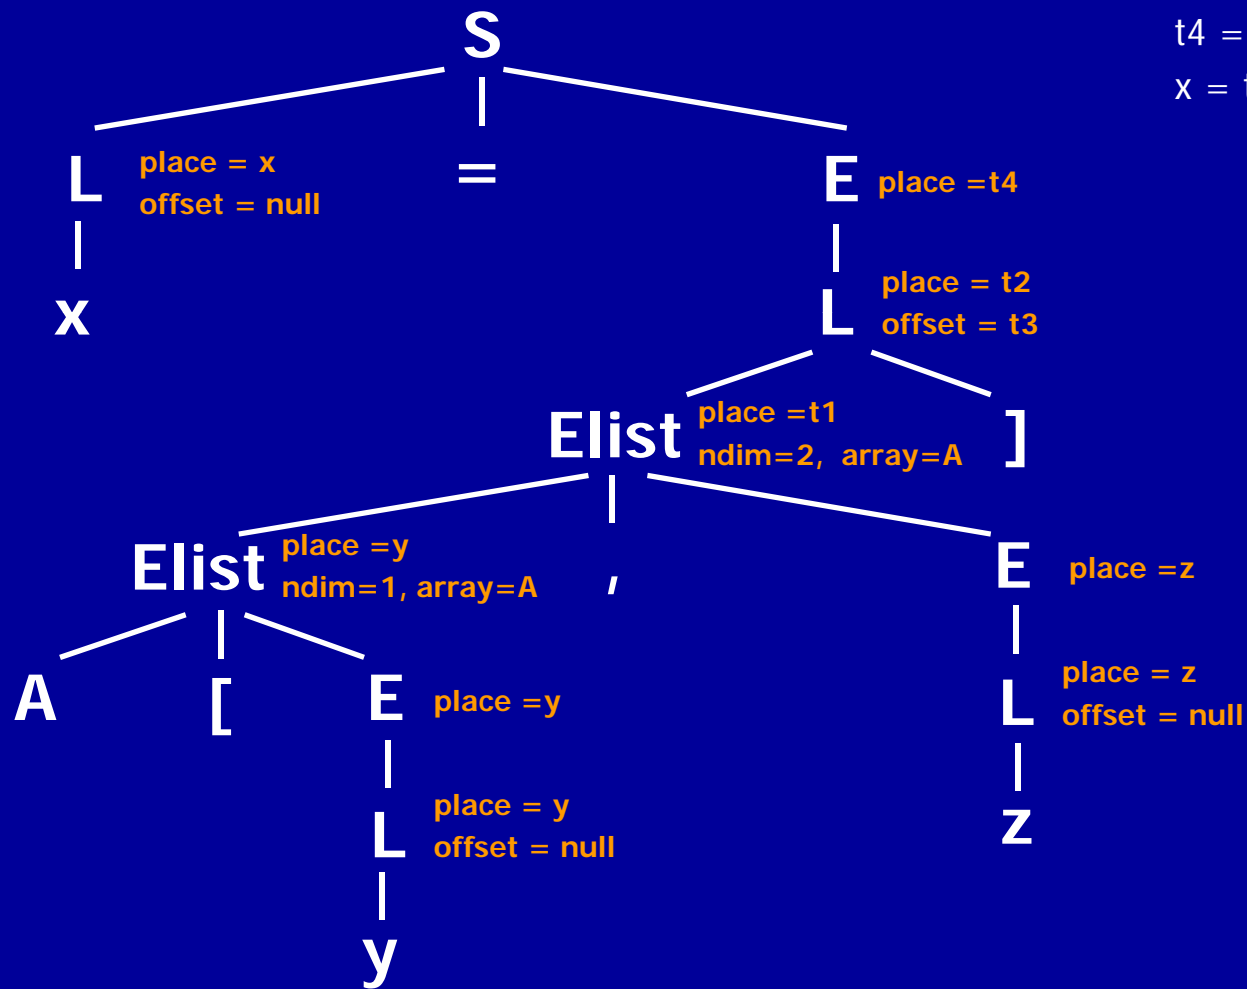 S
t4 =
x =
L
place = x
offset = null
=
E
place =t4
x
L
place = t2
offset = t3
Elist
place =t1
ndim=2, array=A
]
Elist
place =y
ndim=1, array=A
,
E
place =z
A
[
E
place =y
L
place = z
offset = null
L
place = y
offset = null
z
y